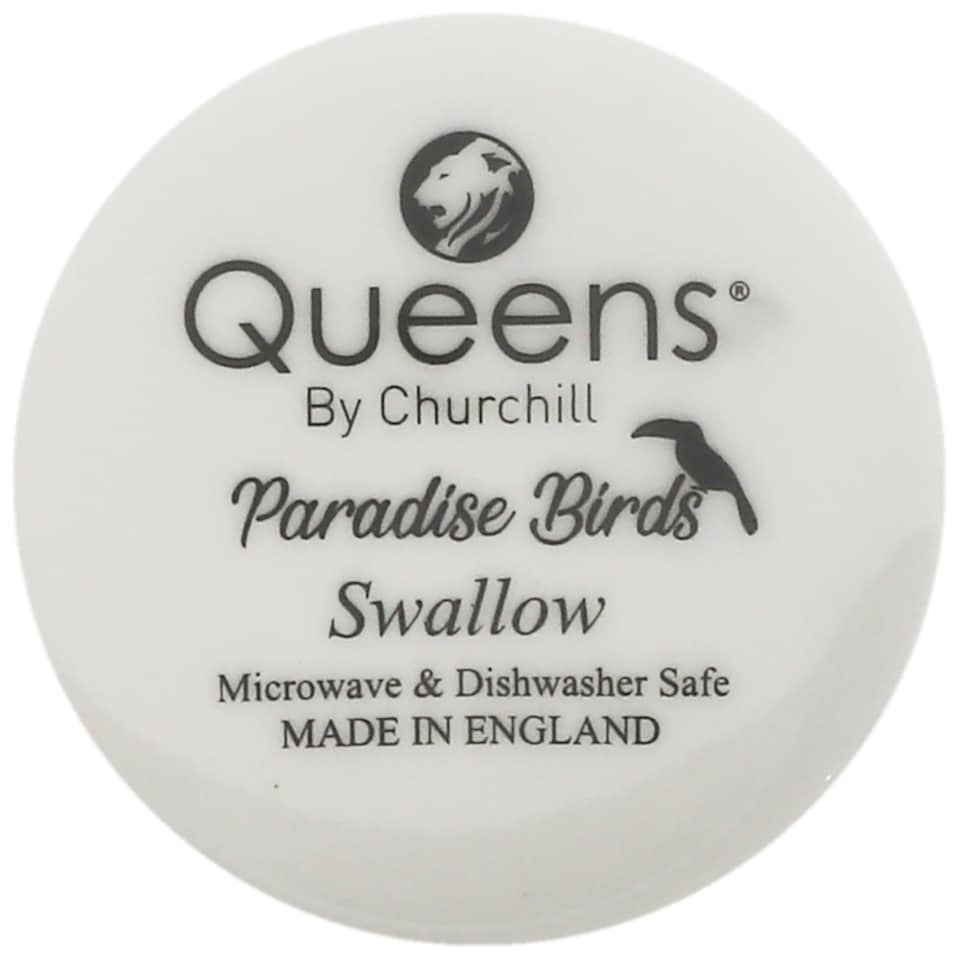 Queens®
By Churchill
Paradise Birds
Swallow
Microwave & Dishwasher Safe
MADE IN ENGLAND